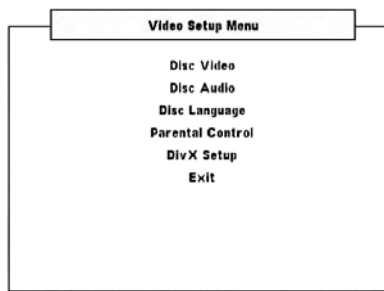 Video Setup Menu
Disc Video
Disc Audio
Disc Language
Parental Control
DivX Setup
Exit